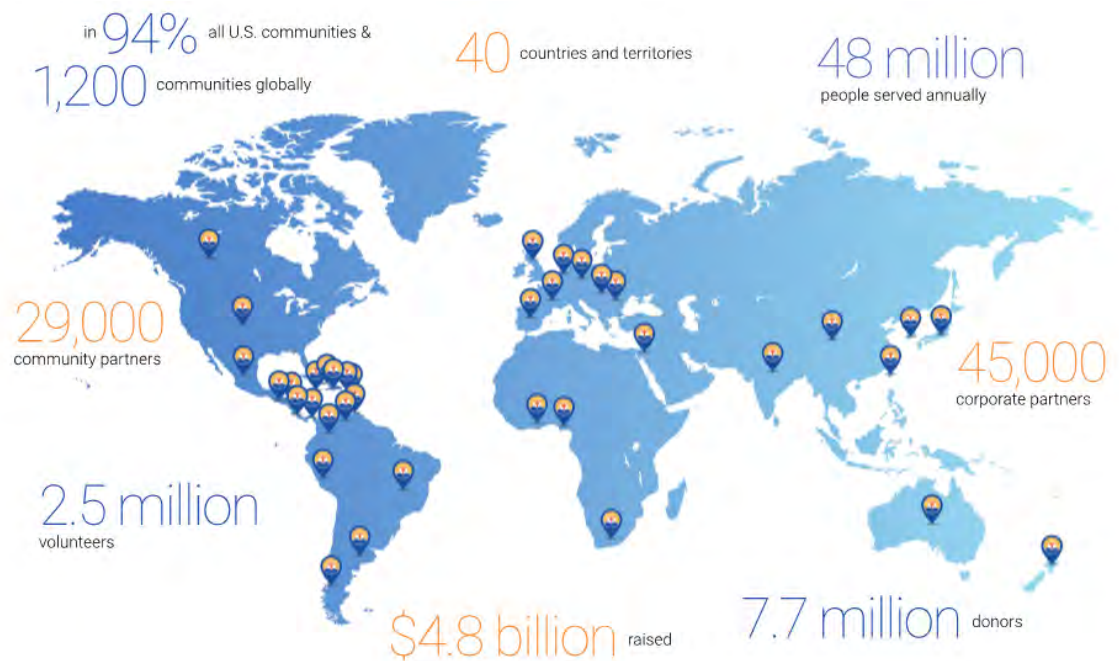 in 94% all U.S. communities &
1,200 communities globally
40 countries and territories
48 million
people served annually
29,000
community partners
45,000
corporate partners
2.5 million
volunteers
$4.8 billion raised
7.7 million donors